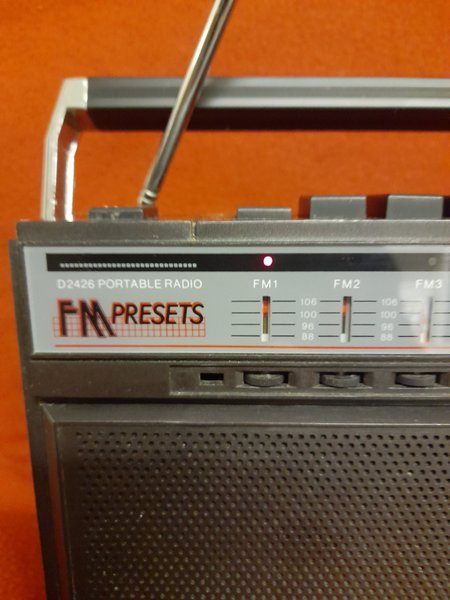 D2426 PORTABLE RADIO
FM1 FM2 FM3
FM PRESETS
106 106
100 100
96 96
88 88